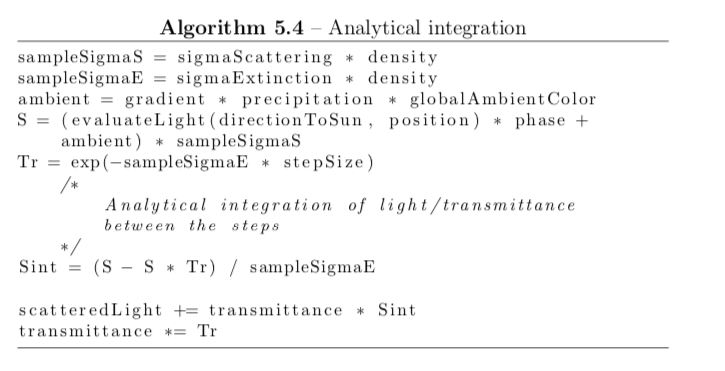 Algorithm 5.4 – Analytical integration
sampleSigmaS = sigmaScattering * density
sampleSigmaE = sigmaExtinction * density
ambient = gradient * precipitation * globalAmbientColor
S = (evaluateLight(directionToSun, position) * phase +
ambient) * sampleSigmaS
Tr = exp(−sampleSigmaE * stepSize)
/*
Analytical integration of light/transmittance
between the steps
*/
Sint = (S − S * Tr) / sampleSigmaE
scatteredLight += transmittance * Sint
transmittance *= Tr